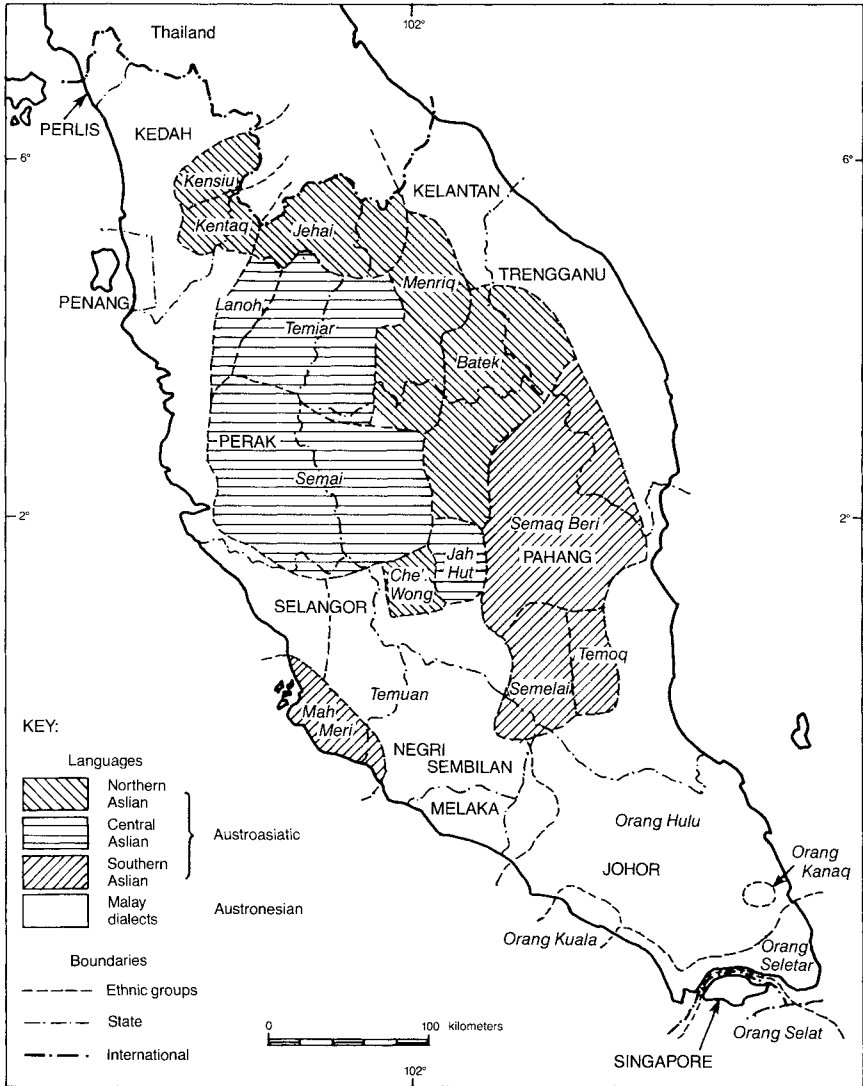 102°
Thailand
PERLIS
KEDAH
6°
6°
Kensiu
KELANTAN
Kentaq
Jehai
TRENGGANU
PENANG
Menriq
Lanoh
Temiar
Batek
PERAK
Semai
2°
2°
Semaq Beri
PAHANG
Jah
Hut
Che'
Wong
SELANGOR
Temoq
Semelai
Temuan
Mah
Meri
NEGRI
SEMBILAN
MELAKA
Orang Hulu
Orang
Kanaq
JOHOR
Orang Kuala
Orang
Seletar
Orang Selat
SINGAPORE
KEY:
Languages
Northern
Aslian
Central
Aslian
Austroasiatic
Southern
Aslian
Malay
dialects
Austronesian
Boundaries
Ethnic groups
State
International
0 100 kilometers
102°